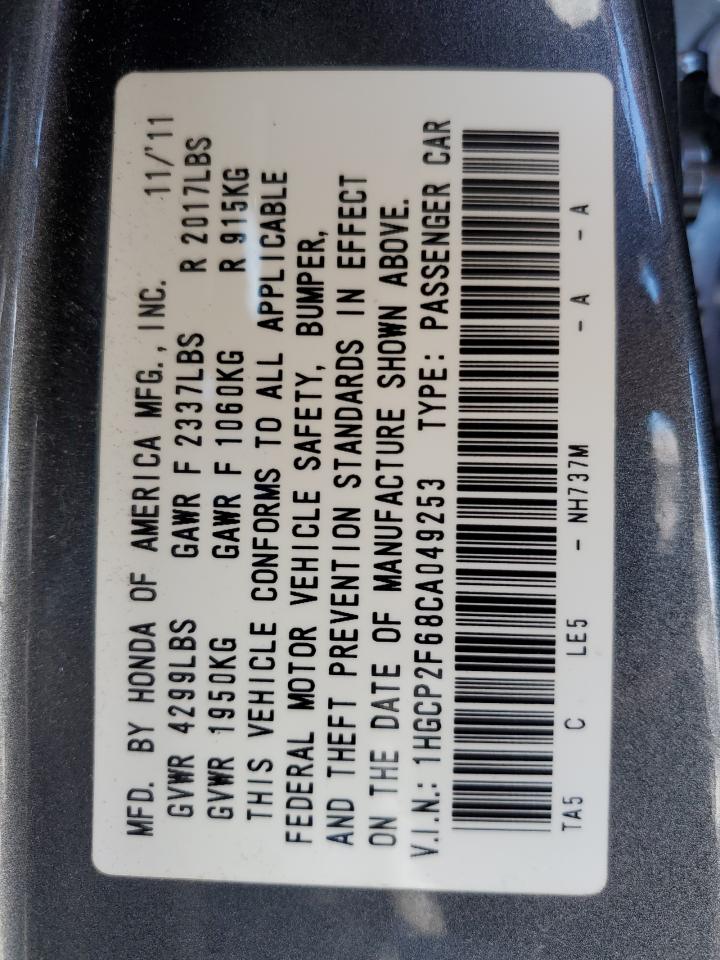 MFD. BY HONDA OF AMERICA MFG., INC. 11/'11
GVWR 4299LBS GAWR F 2337LBS R 2017LBS
GVWR 1950KG GAWR F 1060KG R 915KG
THIS VEHICLE CONFORMS TO ALL APPLICABLE
FEDERAL MOTOR VEHICLE SAFETY, BUMPER,
AND THEFT PREVENTION STANDARDS IN EFFECT
ON THE DATE OF MANUFACTURE SHOWN ABOVE.
V.I.N.: 1HGCP2F68CA049253 TYPE: PASSENGER CAR
TA5 C LE5 - NH737M - A - A